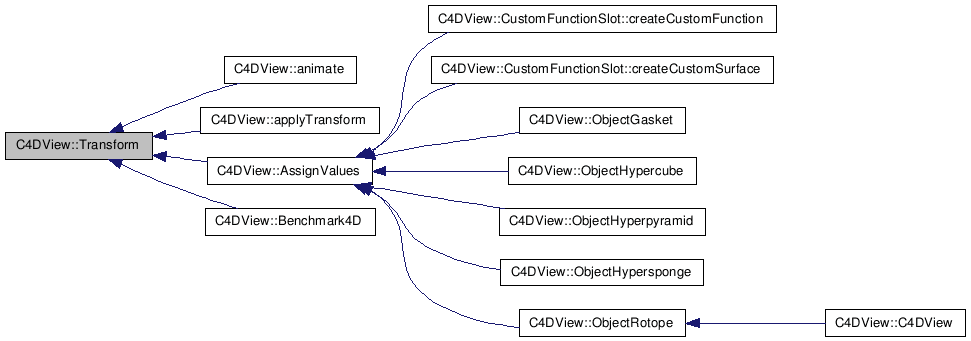 C4DView::CustomFunctionSlot::createCustomFunction
C4DView::animate
C4DView::CustomFunctionSlot::createCustomSurface
C4DView::applyTransform
C4DView::ObjectGasket
C4DView::Transform
C4DView::AssignValues
C4DView::ObjectHypercube
C4DView::Benchmark4D
C4DView::ObjectHyperpyramid
C4DView::ObjectHypersponge
C4DView::ObjectRotope
C4DView::C4DView